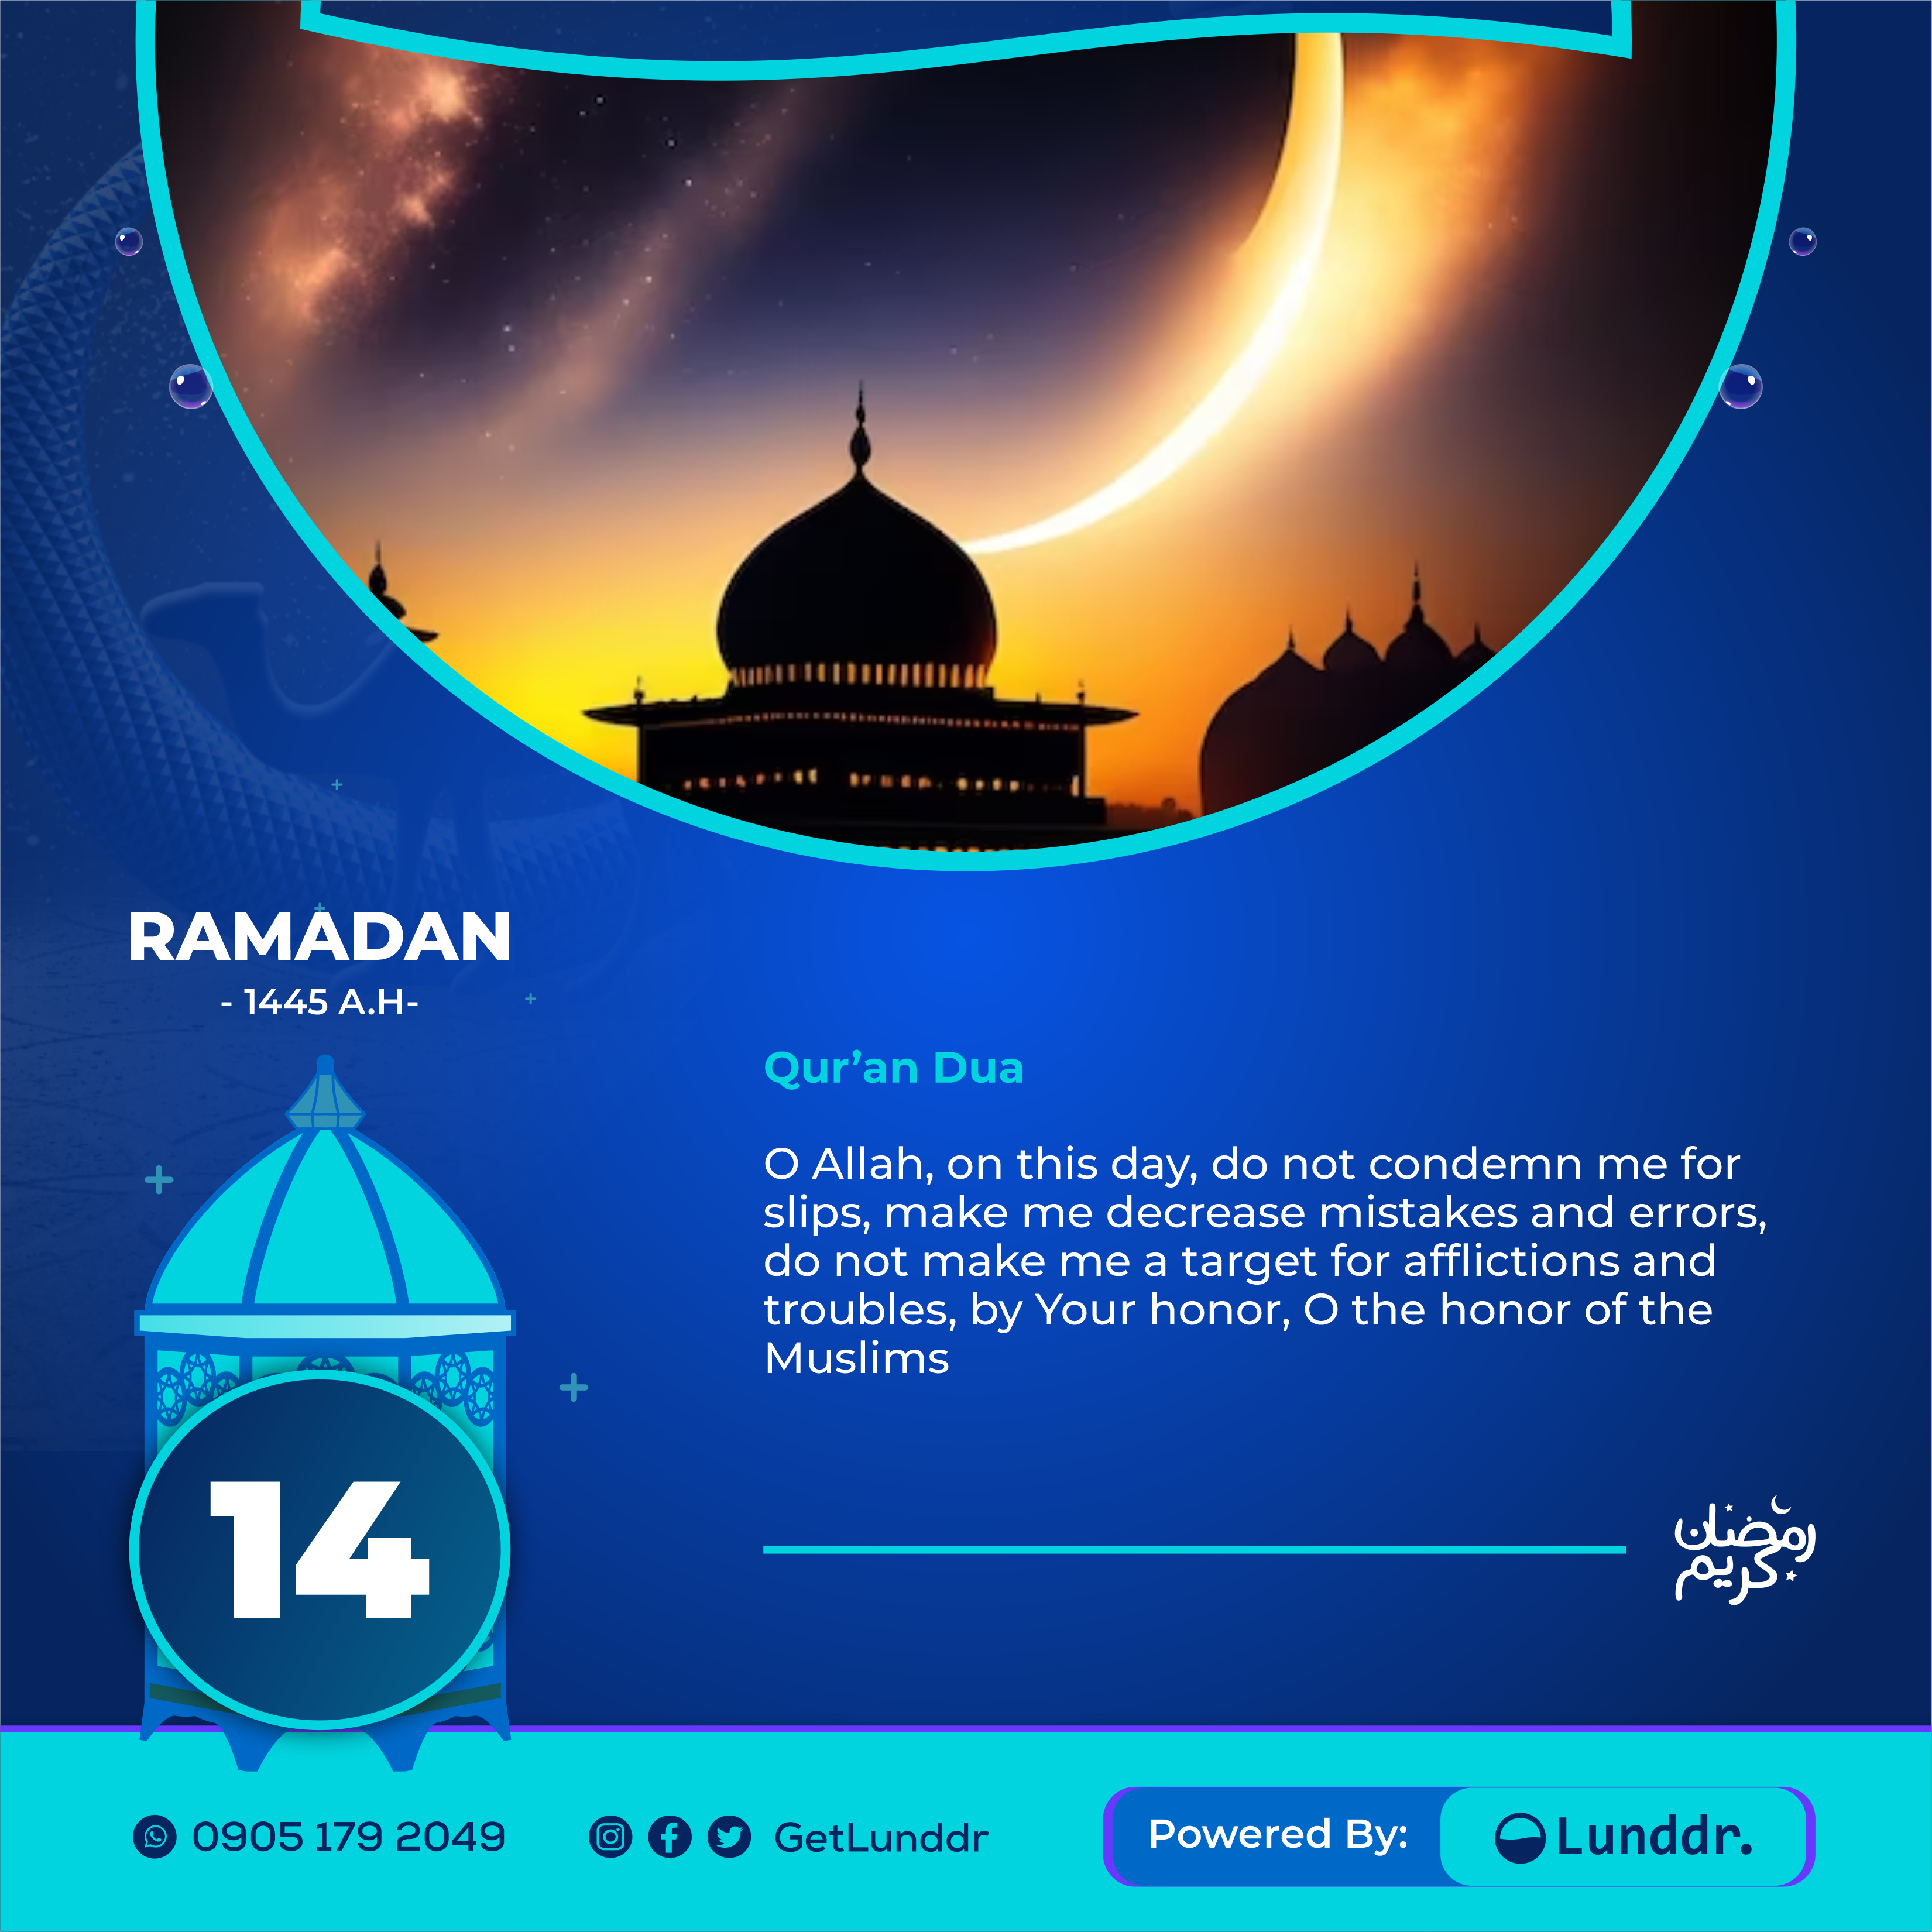 RAMADAN
- 1445 A.H-
Qur’an Dua
O Allah, on this day, do not condemn me for
slips, make me decrease mistakes and errors,
do not make me a target for afflictions and
troubles, by Your honor, O the honor of the
Muslims
14
رمضان
كريم
0905 179 2049
GetLunddr
Powered By:
Lunddr.